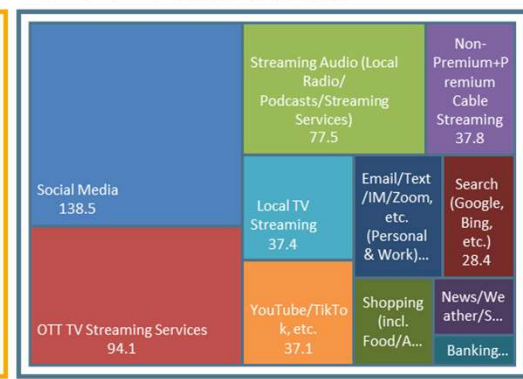 Social Media
138.5
OTT TV Streaming Services
94.1
Streaming Audio (Local
Radio/
Podcasts/Streaming
Services)
77.5
Non-
Premium+P
remium
Cable
Streaming
37.8
Local TV
Streaming
37.4
YouTube/TikTo
k, etc.
37.1
Email/Text
/IM/Zoom,
etc.
(Personal
& Work)...
Search
(Google,
Bing,
etc.)
28.4
Shopping
(incl.
Food/A...
News/We
ather/S...
Banking...